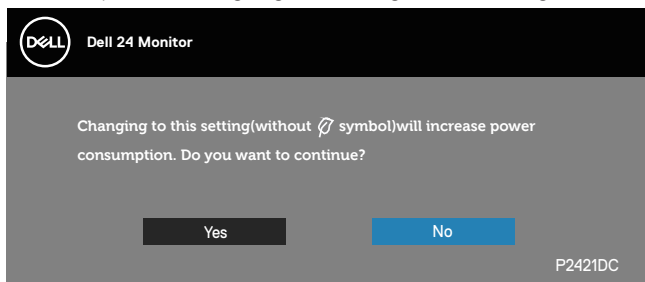 DELL
Dell 24 Monitor
Changing to this setting(without symbol)will increase power
consumption. Do you want to continue?
Yes
No
P2421DC